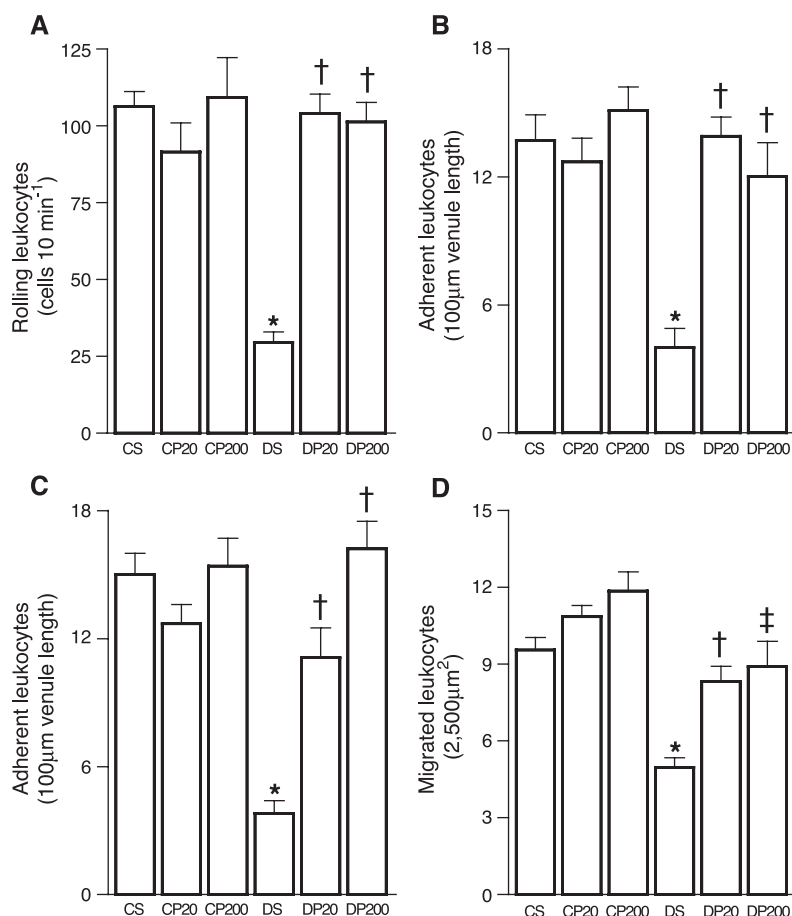 A
Rolling leukocytes
(cells 10 min-1)
125
100
75
50
25
0
*
†
†
CS CP20 CP200 DS DP20 DP200
B
Adherent leukocytes
(100µm venule length)
18
12
6
0
*
†
†
CS CP20 CP200 DS DP20 DP200
C
Adherent leukocytes
(100µm venule length)
18
12
6
0
*
†
†
CS CP20 CP200 DS DP20 DP200
D
Migrated leukocytes
(2,500µm2)
15
12
9
6
3
0
*
†
‡
CS CP20 CP200 DS DP20 DP200